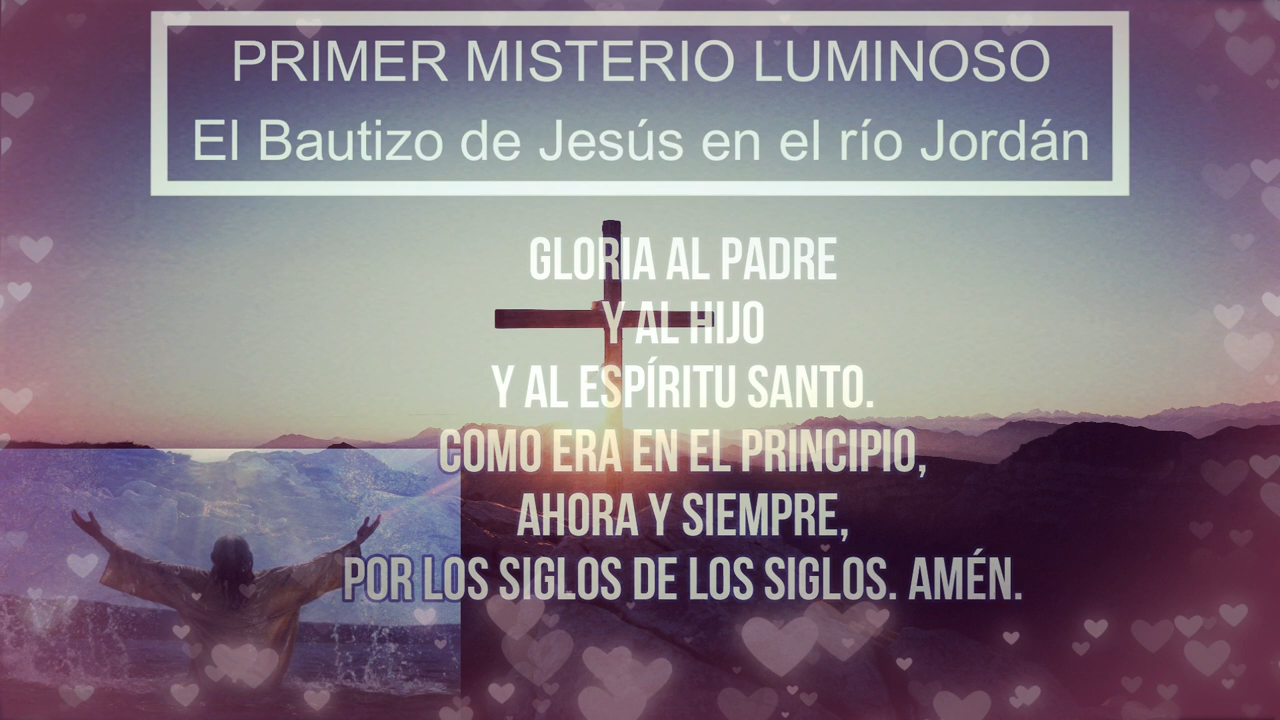 PRIMER MISTERIO LUMINOSO
El Bautizo de Jesús en el río Jordán
GLORIA AL PADRE
Y AL HIJO
Y AL ESPÍRITU SANTO.
COMO ERA EN EL PRINCIPIO,
AHORA Y SIEMPRE,
POR LOS SIGLOS DE LOS SIGLOS. AMÉN.